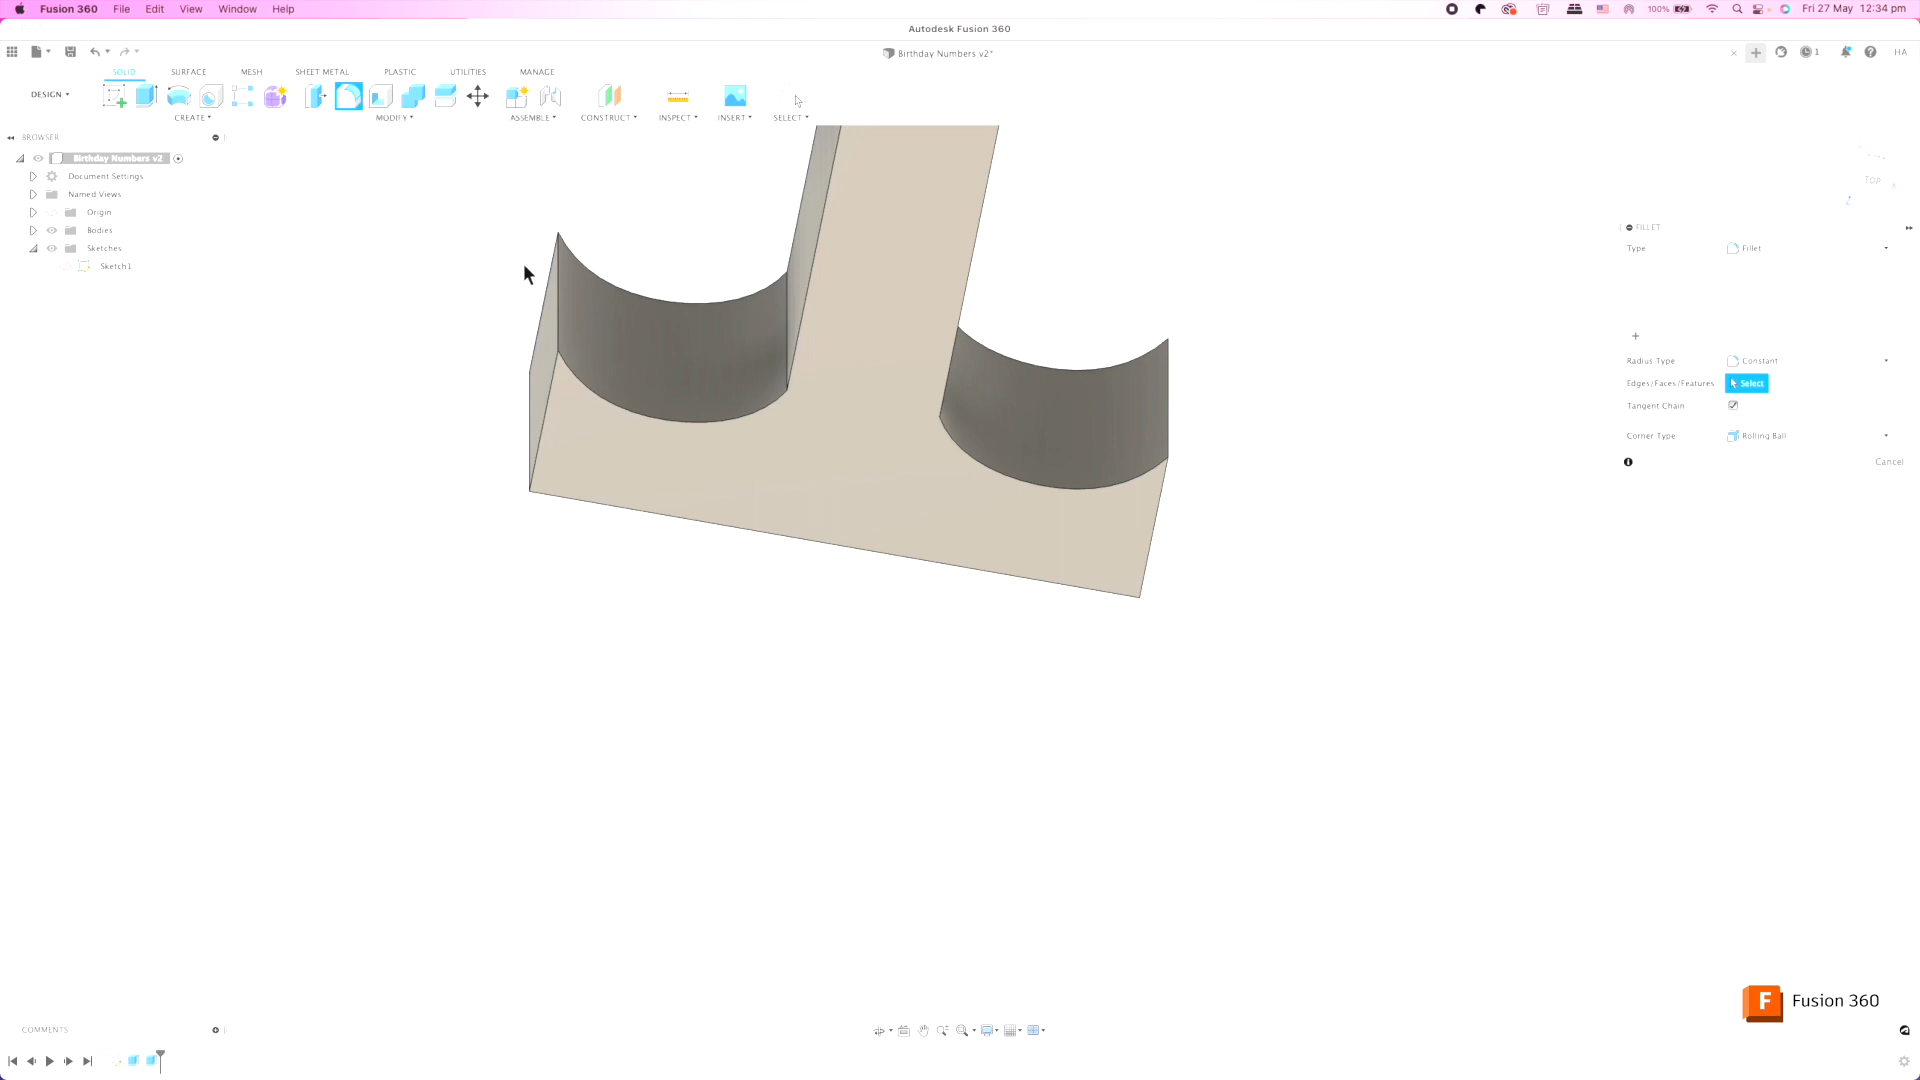 Fusion 360 File Edit View Window Help 100% Fri 27 May 12:34 pm
Autodesk Fusion 360
Birthday Numbers v2* 1 HA
SOLID SURFACE MESH SHEET METAL PLASTIC UTILITIES MANAGE
DESIGN
CREATE MODIFY ASSEMBLE CONSTRUCT INSPECT INSERT SELECT
BROWSER
Birthday Numbers v2
Document Settings
Named Views
Origin
Bodies
Sketches
Sketch1
TOP
X
Z
FILLET
Type Fillet
Radius Type Constant
Edges/Faces/Features Select
Tangent Chain
Corner Type Rolling Ball
Cancel
F Fusion 360
COMMENTS